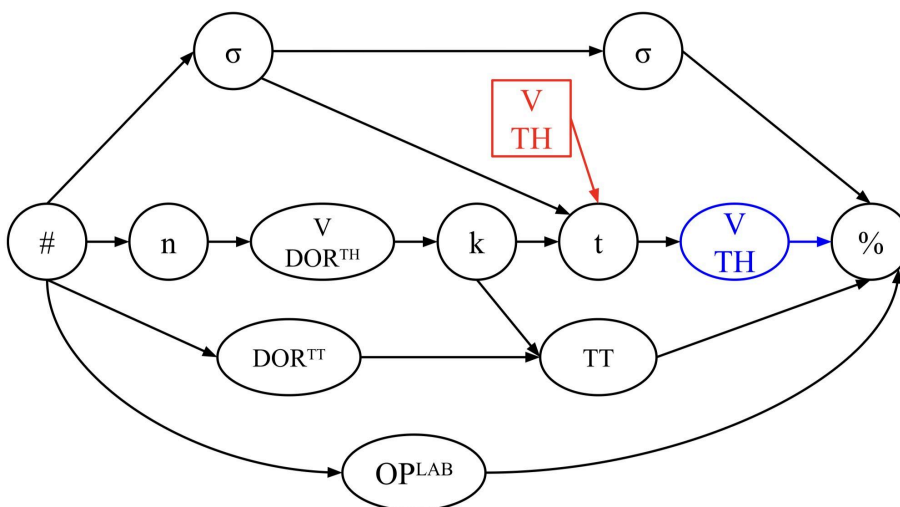 σ
σ
V
TH
#
n
V
DORᵀᴴ
k
t
V
TH
%
DORᵀᵀ
TT
OPᴸᴬᴮ